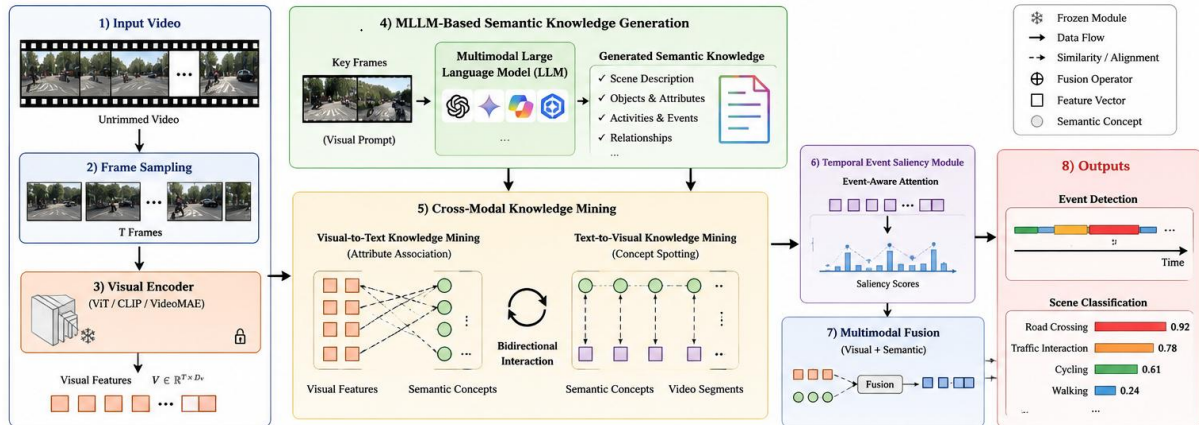 1) Input Video
Untrimmed Video
2) Frame Sampling
T Frames
3) Visual Encoder
(ViT / CLIP / VideoMAE)
Visual Features V ∈ ℝ^{T×D_v}
4) MLLM-Based Semantic Knowledge Generation
Key Frames
(Visual Prompt)
Multimodal Large
Language Model (LLM)
...
Generated Semantic Knowledge
✓ Scene Description
✓ Objects & Attributes
✓ Activities & Events
✓ Relationships
...
5) Cross-Modal Knowledge Mining
Visual-to-Text Knowledge Mining
(Attribute Association)
Visual Features
Semantic Concepts
Bidirectional
Interaction
Text-to-Visual Knowledge Mining
(Concept Spotting)
Semantic Concepts
Video Segments
6) Temporal Event Saliency Module
Event-Aware Attention
Saliency Scores
7) Multimodal Fusion
(Visual + Semantic)
Fusion
Frozen Module
Data Flow
Similarity / Alignment
Fusion Operator
Feature Vector
Semantic Concept
8) Outputs
Event Detection
Time
Scene Classification
Road Crossing 0.92
Traffic Interaction 0.78
Cycling 0.61
Walking 0.24
...